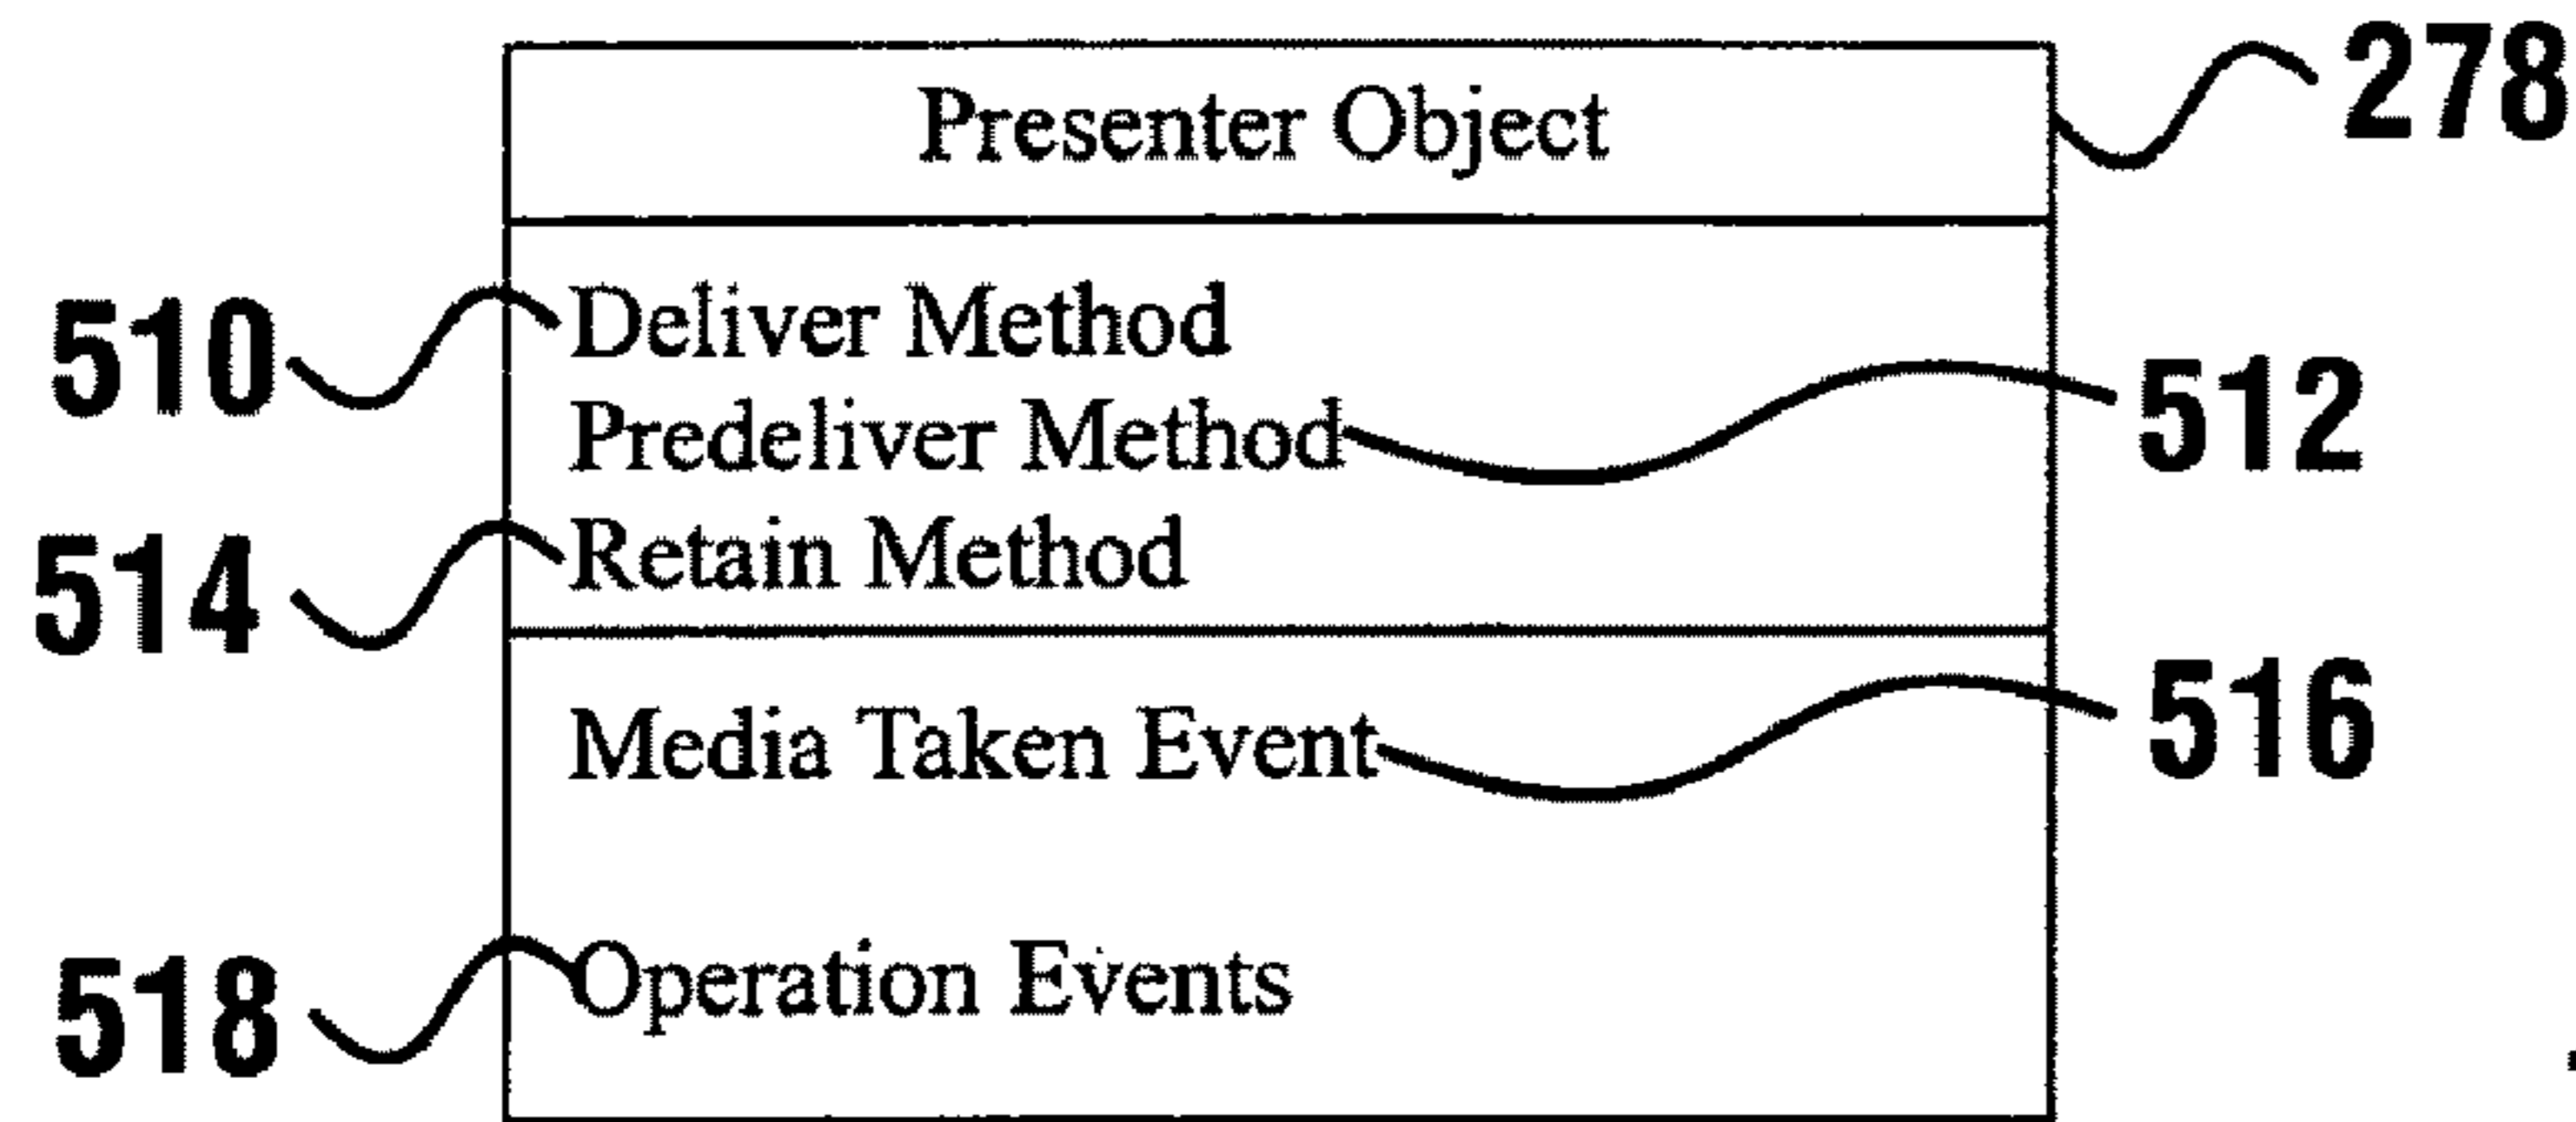 Presenter Object 278
510 Deliver Method
Predeliver Method 512
514 Retain Method
Media Taken Event 516
518 Operation Events